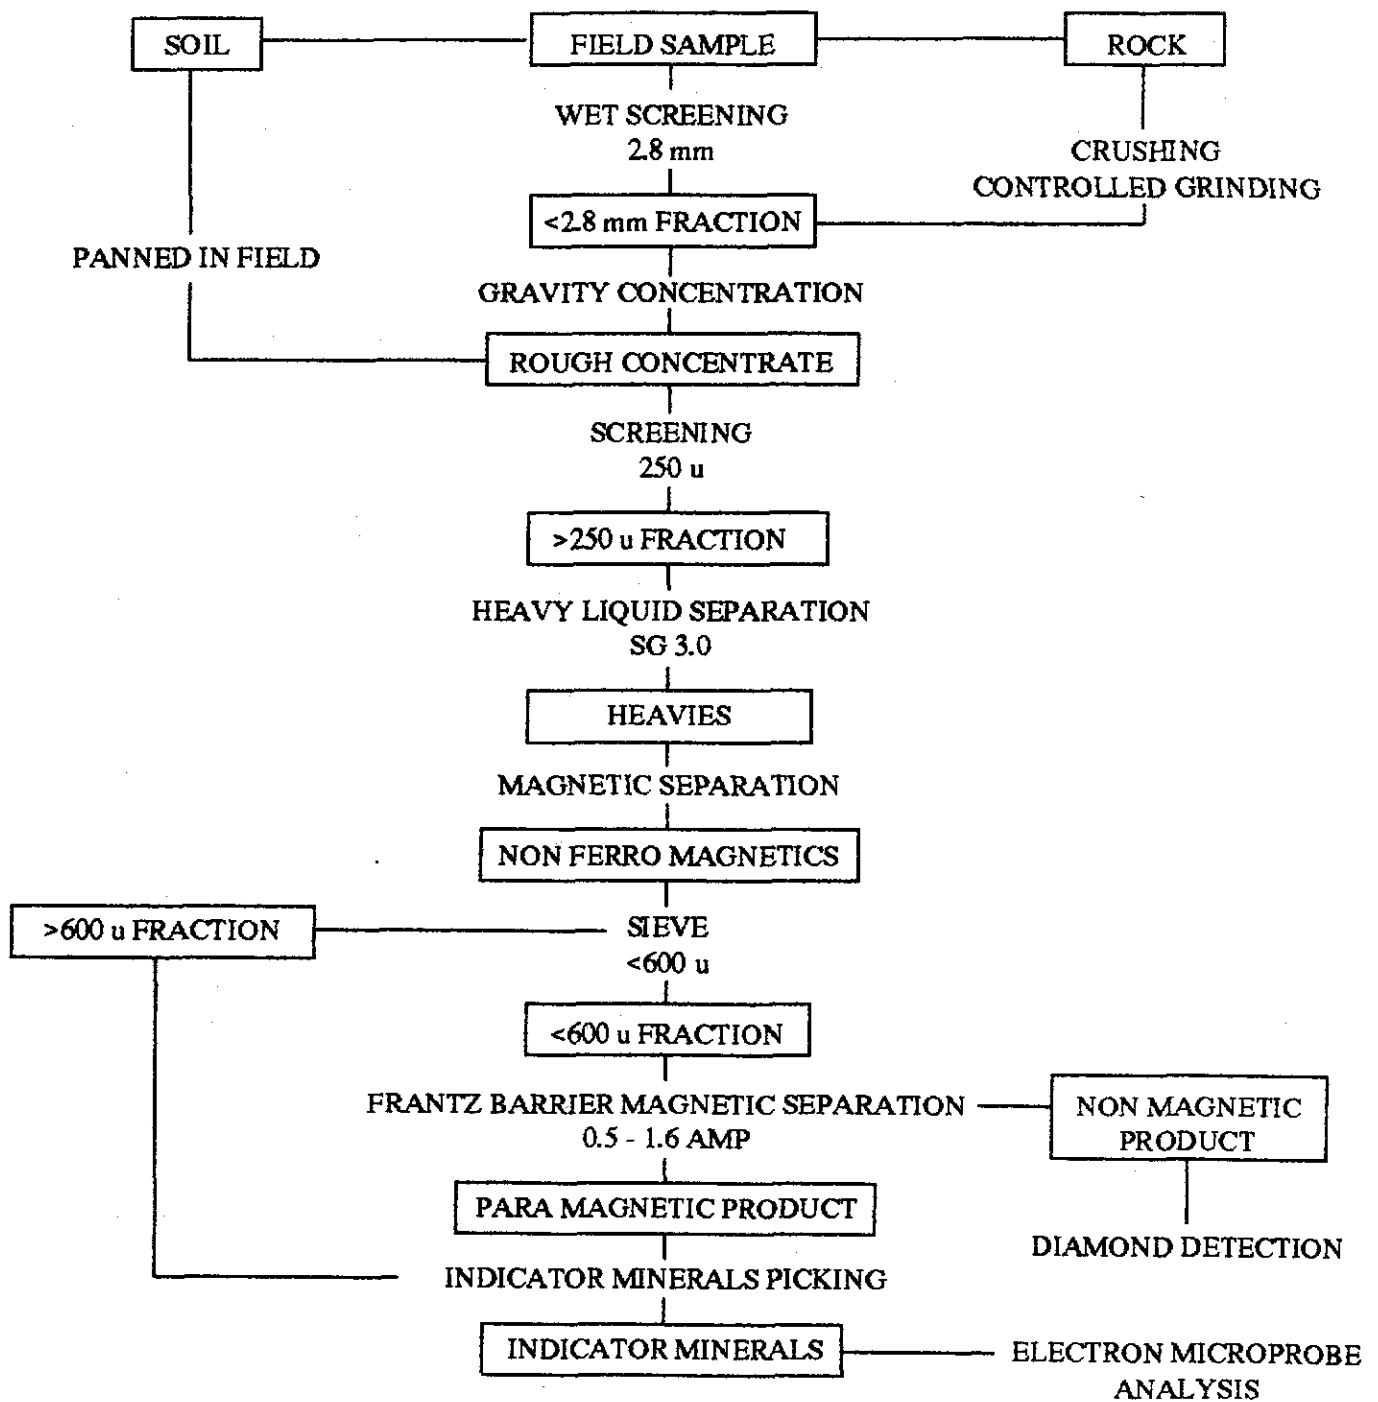 SOIL
FIELD SAMPLE
ROCK
WET SCREENING
2.8 mm
CRUSHING
CONTROLLED GRINDING
<2.8 mm FRACTION
PANNED IN FIELD
GRAVITY CONCENTRATION
ROUGH CONCENTRATE
SCREENING
250 u
>250 u FRACTION
HEAVY LIQUID SEPARATION
SG 3.0
HEAVIES
MAGNETIC SEPARATION
NON FERRO MAGNETICS
>600 u FRACTION
SIEVE
<600 u
<600 u FRACTION
FRANTZ BARRIER MAGNETIC SEPARATION
0.5 - 1.6 AMP
NON MAGNETIC
PRODUCT
PARA MAGNETIC PRODUCT
DIAMOND DETECTION
INDICATOR MINERALS PICKING
INDICATOR MINERALS
ELECTRON MICROPROBE
ANALYSIS